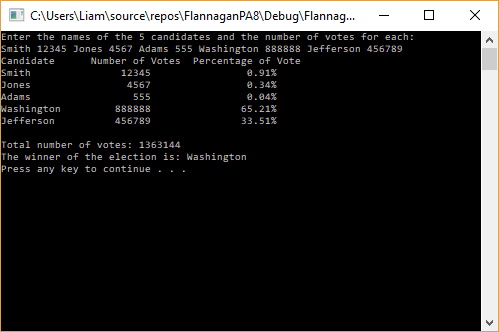 C:\Users\Liam\source\repos\FlannaganPA8\Debug\Flannag...
Enter the names of the 5 candidates and the number of votes for each:
Smith 12345 Jones 4567 Adams 555 Washington 888888 Jefferson 456789
Candidate Number of Votes Percentage of Vote
Smith 12345 0.91%
Jones 4567 0.34%
Adams 555 0.04%
Washington 888888 65.21%
Jefferson 456789 33.51%
Total number of votes: 1363144
The winner of the election is: Washington
Press any key to continue . . .